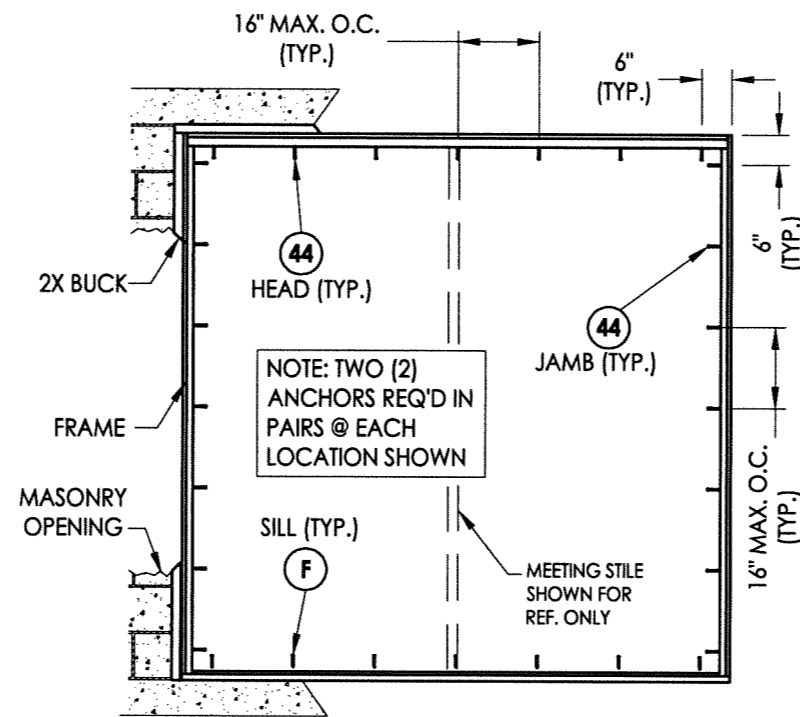 16" MAX. O.C.
(TYP.)
6"
(TYP.)
6"
(TYP.)
2X BUCK
44
HEAD (TYP.)
44
JAMB (TYP.)
NOTE: TWO (2)
ANCHORS REQ'D IN
PAIRS @ EACH
LOCATION SHOWN
FRAME
16" MAX. O.C.
(TYP.)
MASONRY
OPENING
SILL (TYP.)
F
MEETING STILE
SHOWN FOR
REF. ONLY